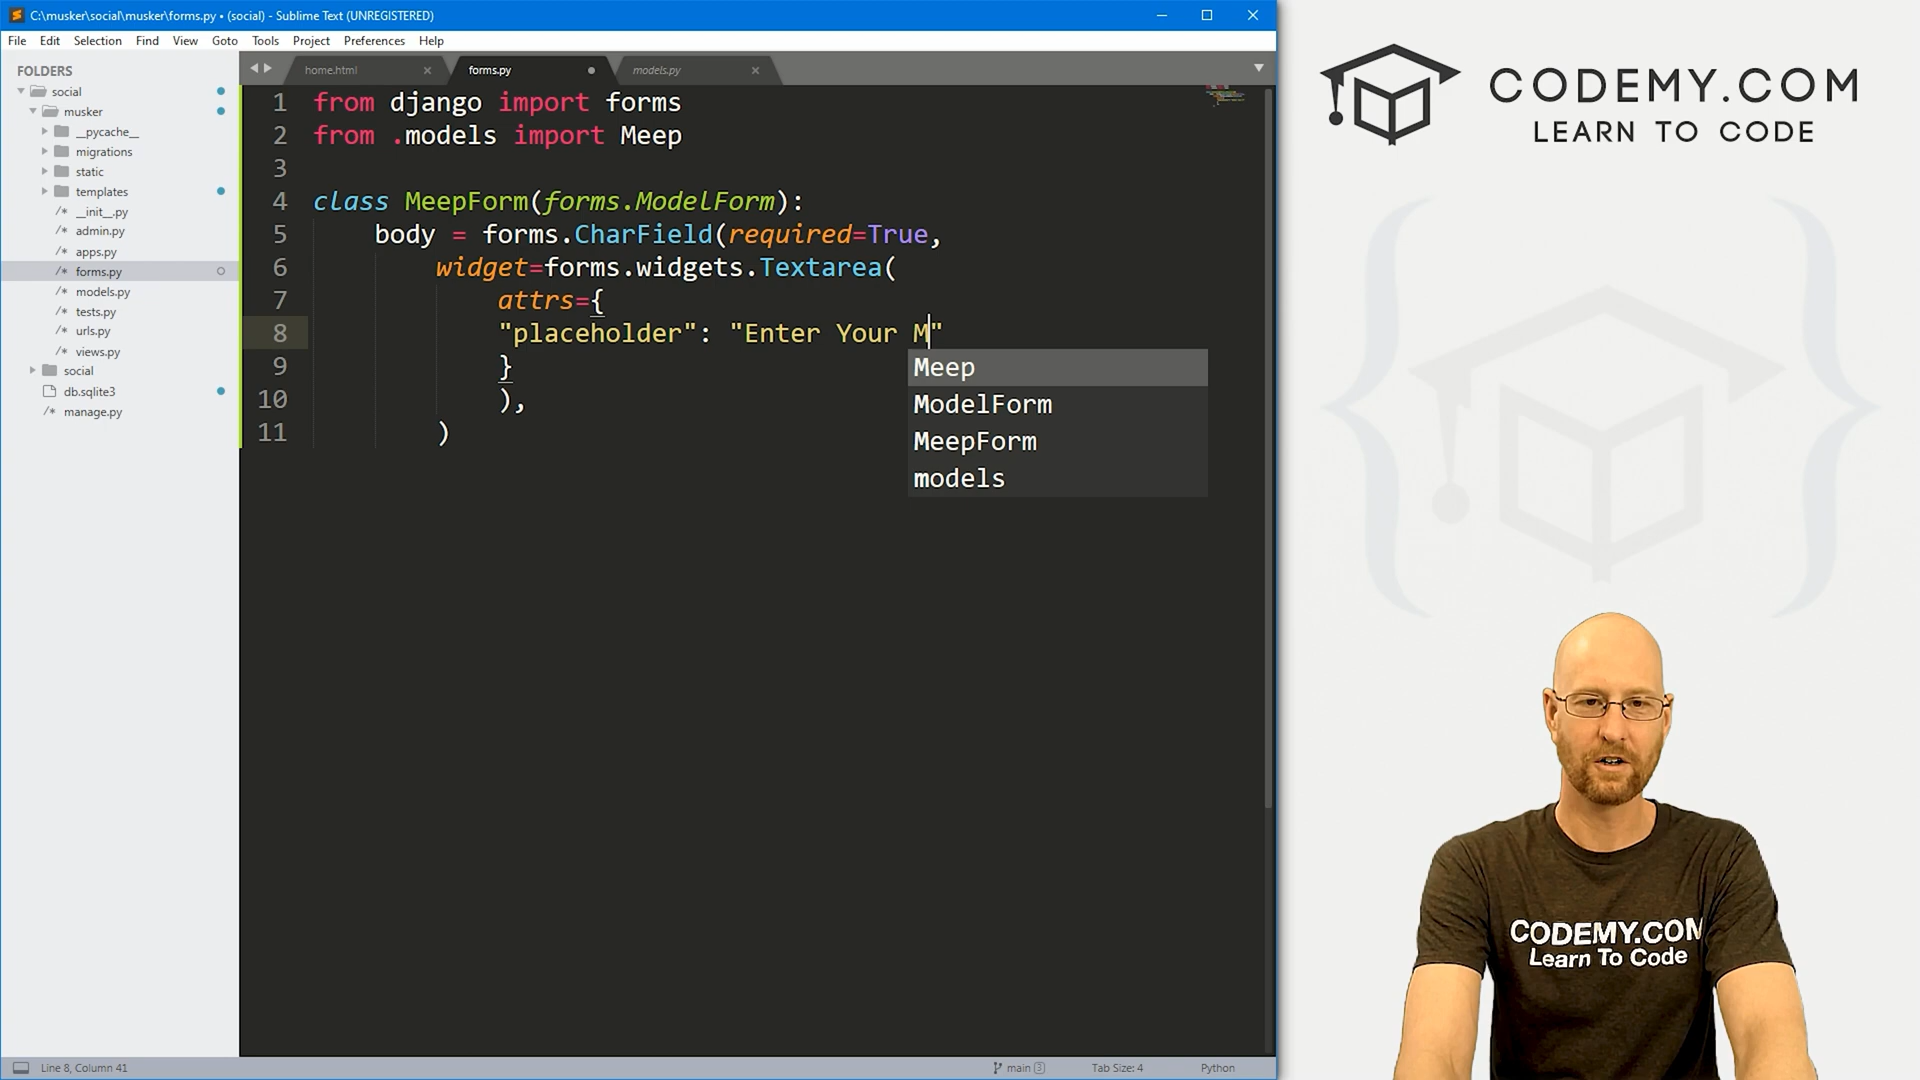 C:\musker\social\musker\forms.py • (social) - Sublime Text (UNREGISTERED)
File Edit Selection Find View Goto Tools Project Preferences Help
FOLDERS
social
musker
__pycache__
migrations
static
templates
__init__.py
admin.py
apps.py
forms.py
models.py
tests.py
urls.py
views.py
social
db.sqlite3
manage.py
home.html forms.py models.py
1 from django import forms
2 from .models import Meep
3
4 class MeepForm(forms.ModelForm):
5 body = forms.CharField(required=True,
6 widget=forms.widgets.Textarea(
7 attrs={
8 "placeholder": "Enter Your M"
9 }
10 ),
11 )
Meep
ModelForm
MeepForm
models
Line 8, Column 41
main 3
Tab Size: 4
Python
CODEMY.COM
LEARN TO CODE
CODEMY.COM
Learn To Code